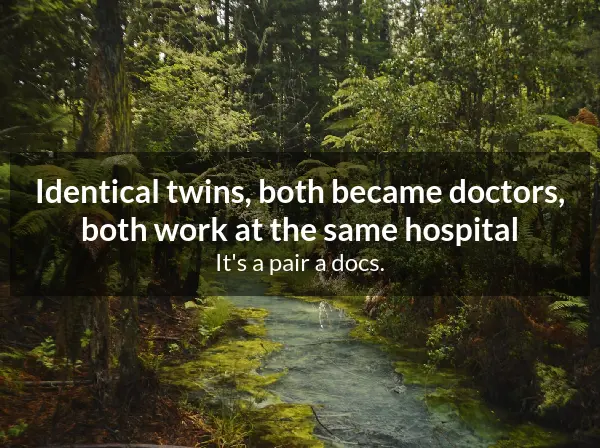 Identical twins, both became doctors,
both work at the same hospital
It's a pair a docs.